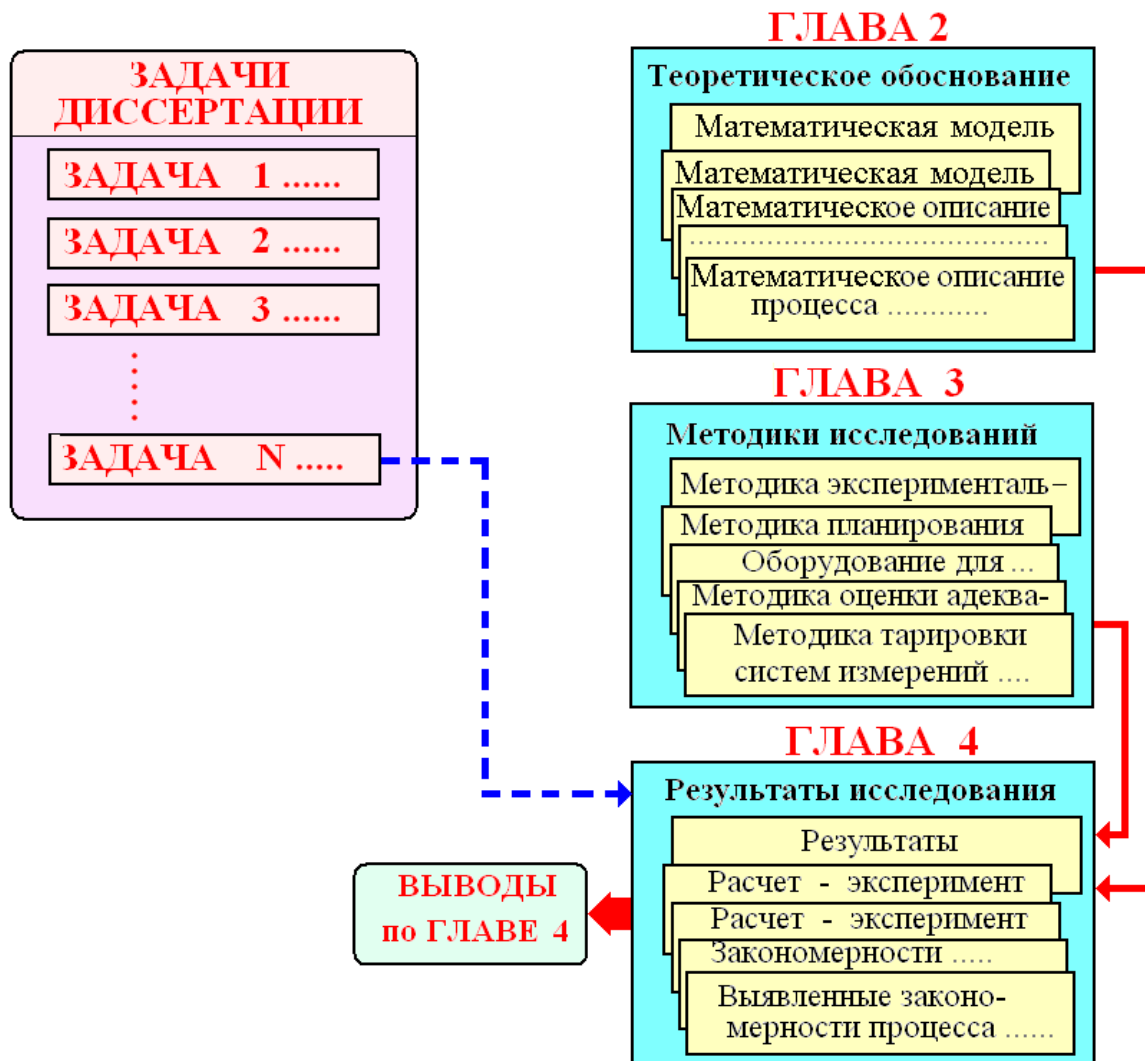 ЗАДАЧИ
ДИССЕРТАЦИИ
ЗАДАЧА 1 ......
ЗАДАЧА 2 ......
ЗАДАЧА 3 ......
ЗАДАЧА N .....
ГЛАВА 2
Теоретическое обоснование
Математическая модель
Математическая модель
Математическое описание
..........................................
Математическое описание
процесса ............
ГЛАВА 3
Методики исследований
Методика эксперименталь–
Методика планирования
Оборудование для ...
Методика оценки адеква-
Методика тарировки
систем измерений ....
ГЛАВА 4
Результаты исследования
Результаты
Расчет - эксперимент
Расчет - эксперимент
Закономерности .....
Выявленные законо-
мерности процесса ......
ВЫВОДЫ
по ГЛАВЕ 4